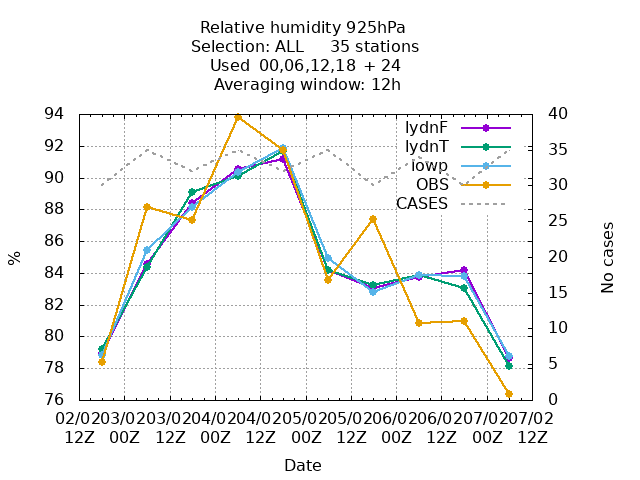 Relative humidity 925hPa
Selection: ALL 35 stations
Used 00,06,12,18 + 24
Averaging window: 12h
94 40
92 35
90 30
88 25
86 20
84 15
82 10
80 5
78 0
76
lydnF
lydnT
iowp
OBS
CASES
%
No cases
02/02 03/02 03/02 04/02 04/02 05/02 05/02 06/02 06/02 07/02 07/02
12Z 00Z 12Z 00Z 12Z 00Z 12Z 00Z 12Z 00Z 12Z
Date